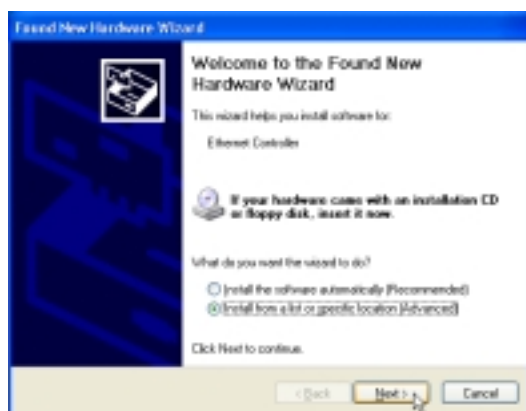 Found New Hardware Wizard
Welcome to the Found New
Hardware Wizard
This wizard helps you install software for:
Ethernet Controller
If your hardware came with an installation CD
or floppy disk, insert it now.
What do you want the wizard to do?
Install the software automatically (Recommended)
Install from a list or specific location (Advanced)
Click Next to continue.
< Back Next > Cancel